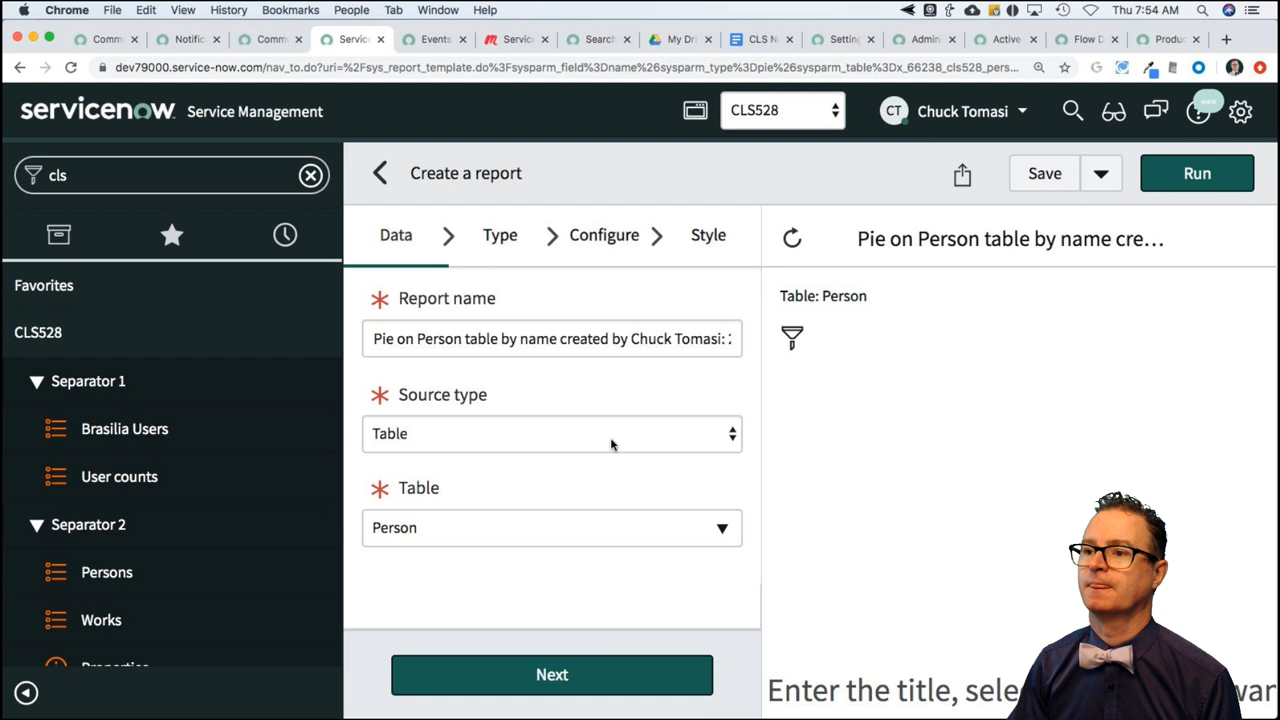 Chrome File Edit View History Bookmarks People Tab Window Help Thu 7:54 AM
Comm Notific Comm Servic Events Servic Search My Dri CLS N Setting Admin Active Flow D Produc
dev79000.service-now.com/nav_to.do?uri=%2Fsys_report_template.do%3Fsysparm_field%3Dname%26sysparm_type%3Dpie%26sysparm_table%3Dx_66238_cls528_pers...
servicenow Service Management CLS528 CT Chuck Tomasi
cls
Create a report Save Run
Data Type Configure Style
Pie on Person table by name cre...
Favorites
CLS528
Separator 1
Brasilia Users
User counts
Separator 2
Persons
Works
Properties
* Report name
Pie on Person table by name created by Chuck Tomasi:
* Source type
Table
* Table
Person
Next
Table: Person
Enter the title, sele